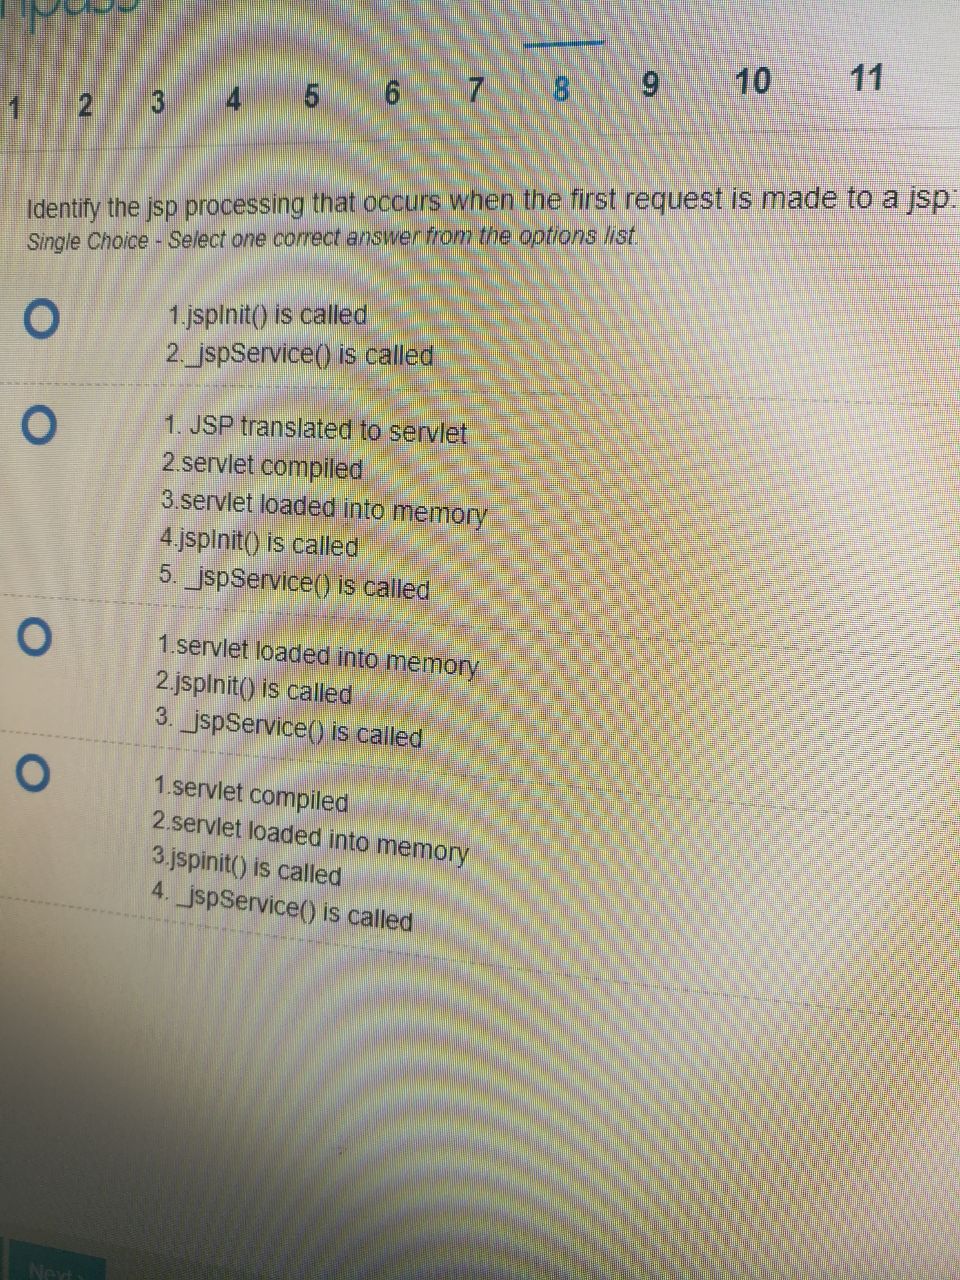 1 2 3 4 5 6 7 8 9 10 11
Identify the jsp processing that occurs when the first request is made to a jsp:
Single Choice - Select one correct answer from the options list.
1.jspInit() is called
2._jspService() is called
1. JSP translated to servlet
2.servlet compiled
3.servlet loaded into memory
4.jspInit() is called
5. _jspService() is called
1.servlet loaded into memory
2.jspInit() is called
3. _jspService() is called
1.servlet compiled
2.servlet loaded into memory
3.jspinit() is called
4. _jspService() is called
Next